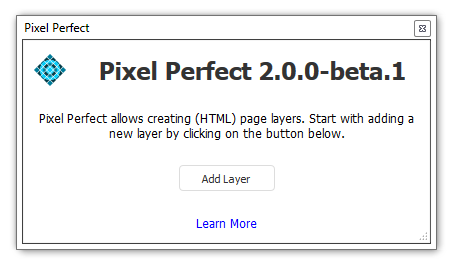 Pixel Perfect
Pixel Perfect 2.0.0-beta.1
Pixel Perfect allows creating (HTML) page layers. Start with adding a
new layer by clicking on the button below.
Add Layer
Learn More